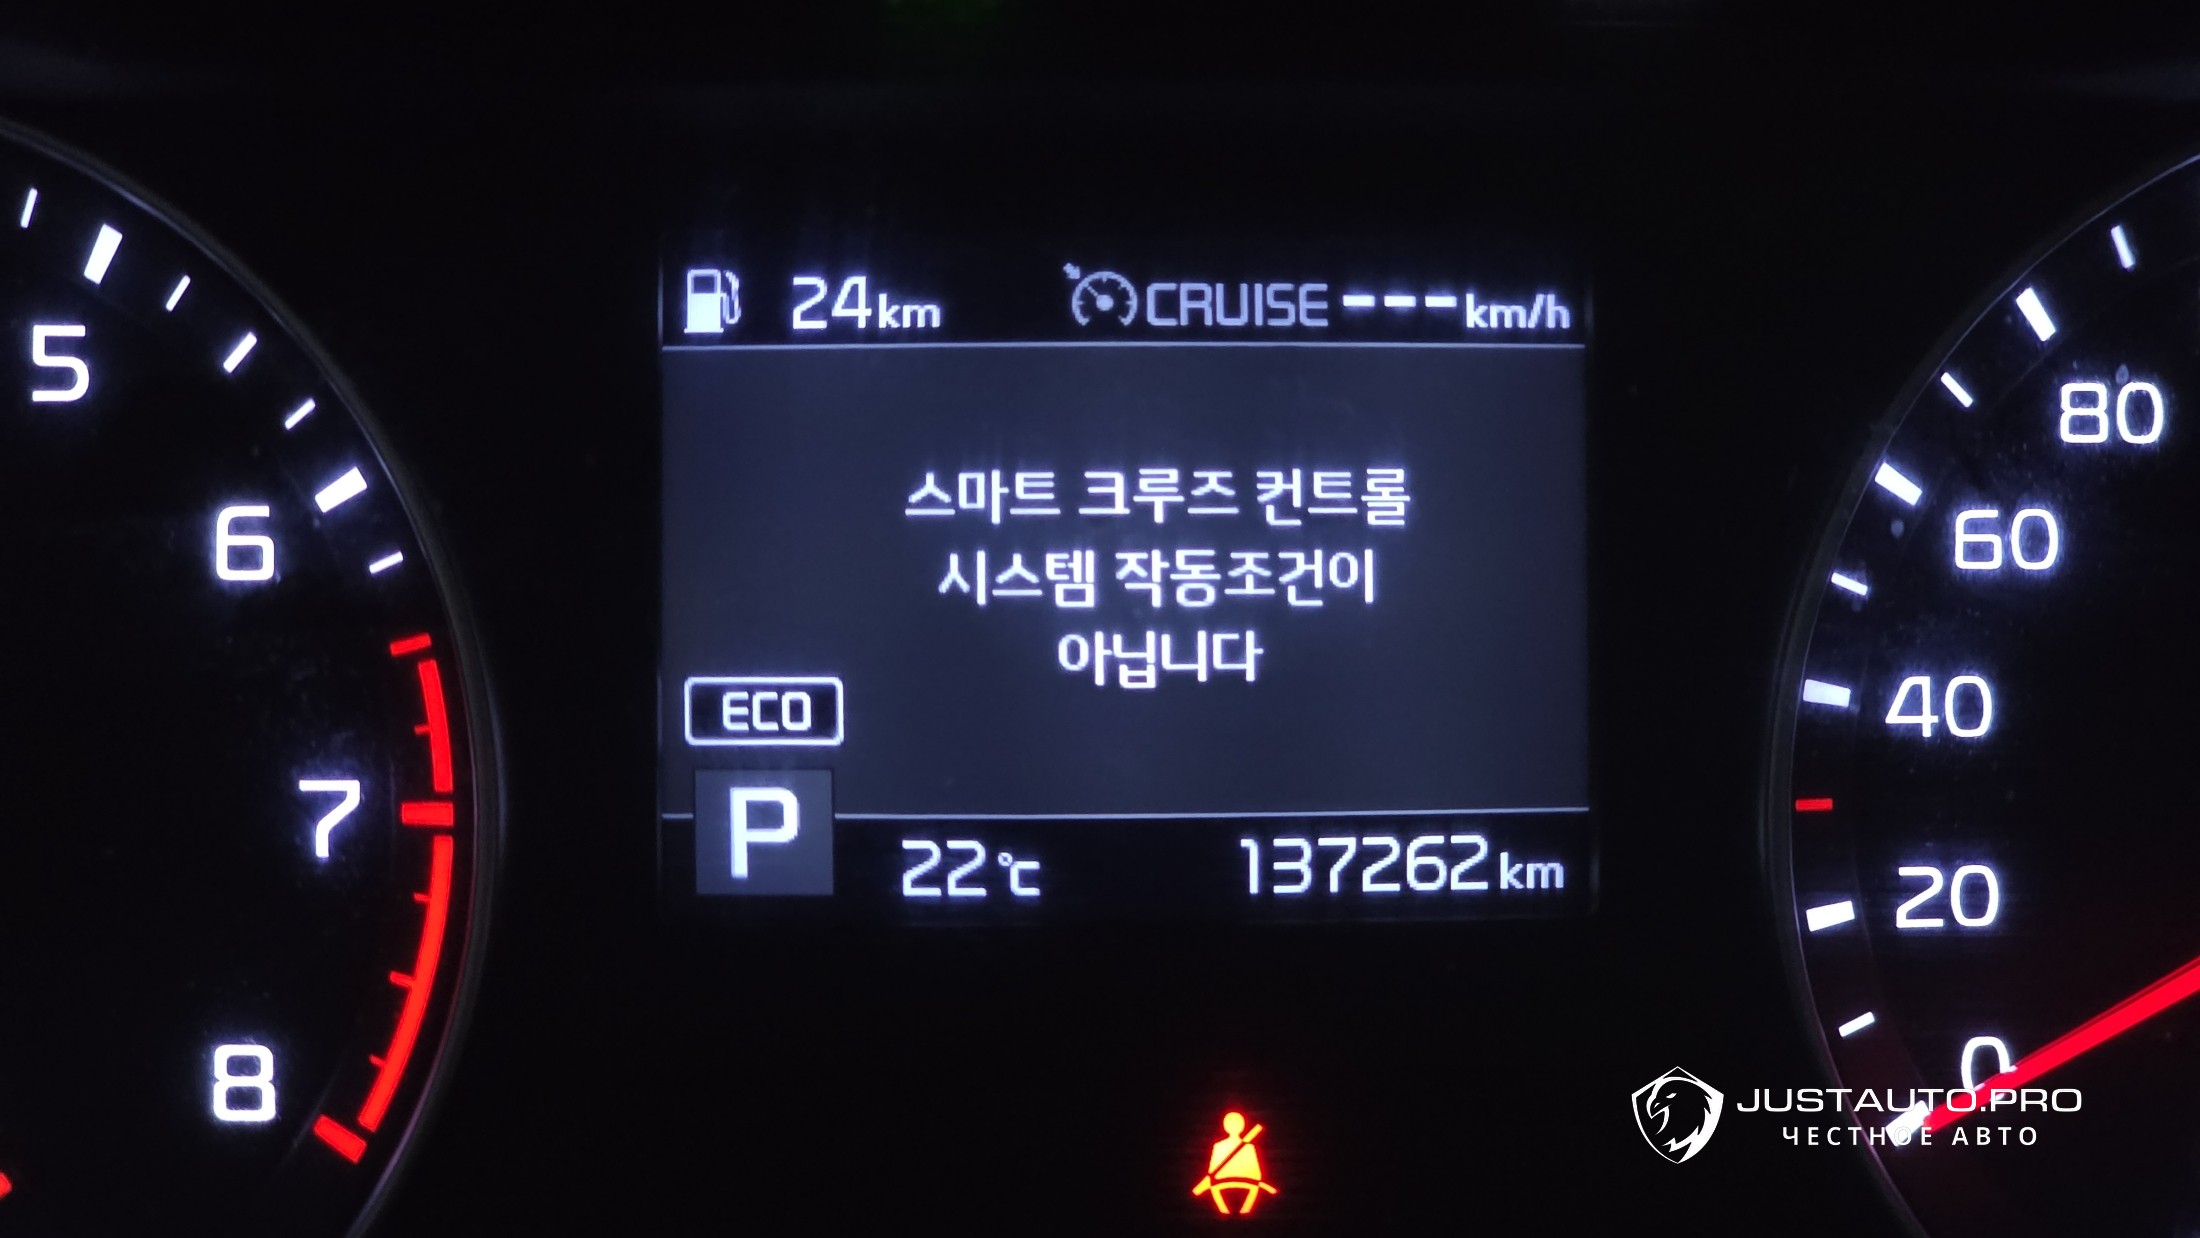 24km CRUISE ---km/h
스마트 크루즈 컨트롤
시스템 작동조건이
아닙니다
ECO
P 22℃ 137262km
5
6
7
8
80
60
40
20
0
JUSTAUTO.PRO
ЧЕСТНОЕ АВТО